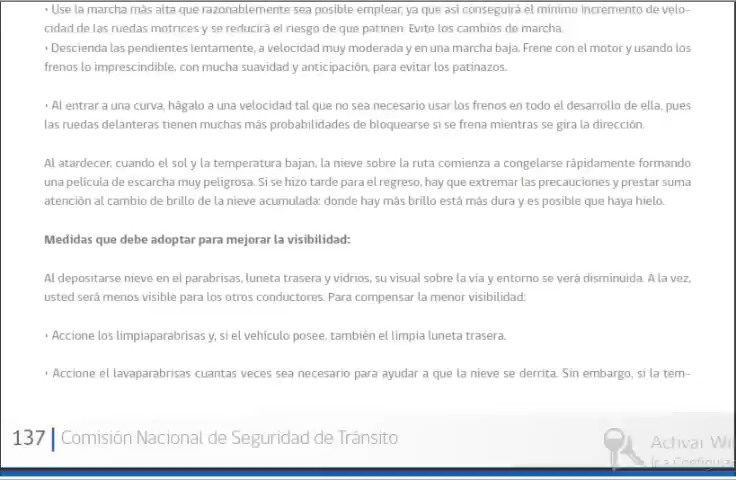 • Use la marcha más alta que razonablemente sea posible emplear, ya que así conseguirá el mínimo incremento de velo-
cidad de las ruedas motrices y se reducirá el riesgo de que patinen. Evite los cambios de marcha.
• Descienda las pendientes lentamente, a velocidad muy moderada y en una marcha baja. Frene con el motor y usando los
frenos lo imprescindible, con mucha suavidad y anticipación, para evitar los patinazos.
• Al entrar a una curva, hágalo a una velocidad tal que no sea necesario usar los frenos en todo el desarrollo de ella, pues
las ruedas delanteras tienen muchas más probabilidades de bloquearse si se frena mientras se gira la dirección.
Al atardecer, cuando el sol y la temperatura bajan, la nieve sobre la ruta comienza a congelarse rápidamente formando
una película de escarcha muy peligrosa. Si se hizo tarde para el regreso, hay que extremar las precauciones y prestar suma
atención al cambio de brillo de la nieve acumulada: donde hay más brillo está más dura y es posible que haya hielo.
Medidas que debe adoptar para mejorar la visibilidad:
Al depositarse nieve en el parabrisas, luneta trasera y vidrios, su visual sobre la vía y entorno se verá disminuida. A la vez,
usted será menos visible para los otros conductores. Para compensar la menor visibilidad:
• Accione los limpiaparabrisas y, si el vehículo posee, también el limpia luneta trasera.
• Accione el lavaparabrisas cuantas veces sea necesario para ayudar a que la nieve se derrita. Sin embargo, si la tem-
137 | Comisión Nacional de Seguridad de Tránsito
Activar Wi
Ir a Configura